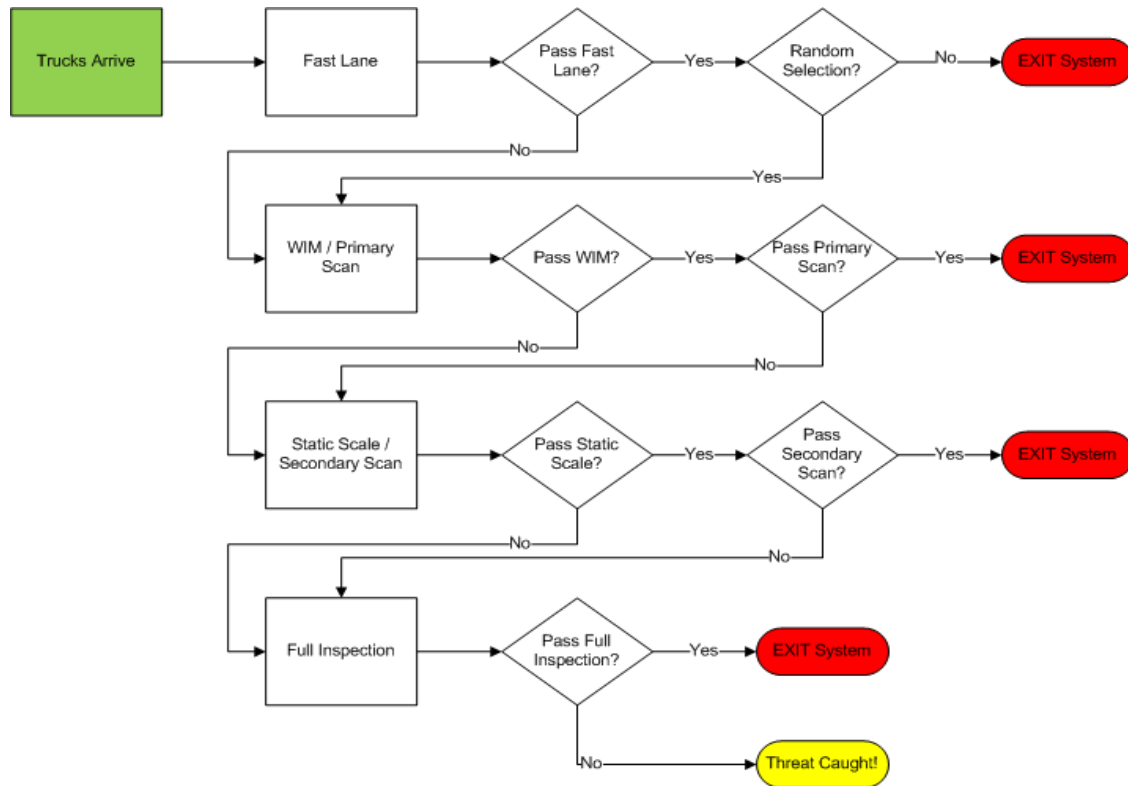 Trucks Arrive
Fast Lane
Pass Fast
Lane?
Yes
Random
Selection?
No
EXIT System
No
Yes
WIM / Primary
Scan
Pass WIM?
Yes
Pass Primary
Scan?
Yes
EXIT System
No
No
Static Scale /
Secondary Scan
Pass Static
Scale?
Yes
Pass
Secondary
Scan?
Yes
EXIT System
No
No
Full Inspection
Pass Full
Inspection?
Yes
EXIT System
No
Threat Caught!